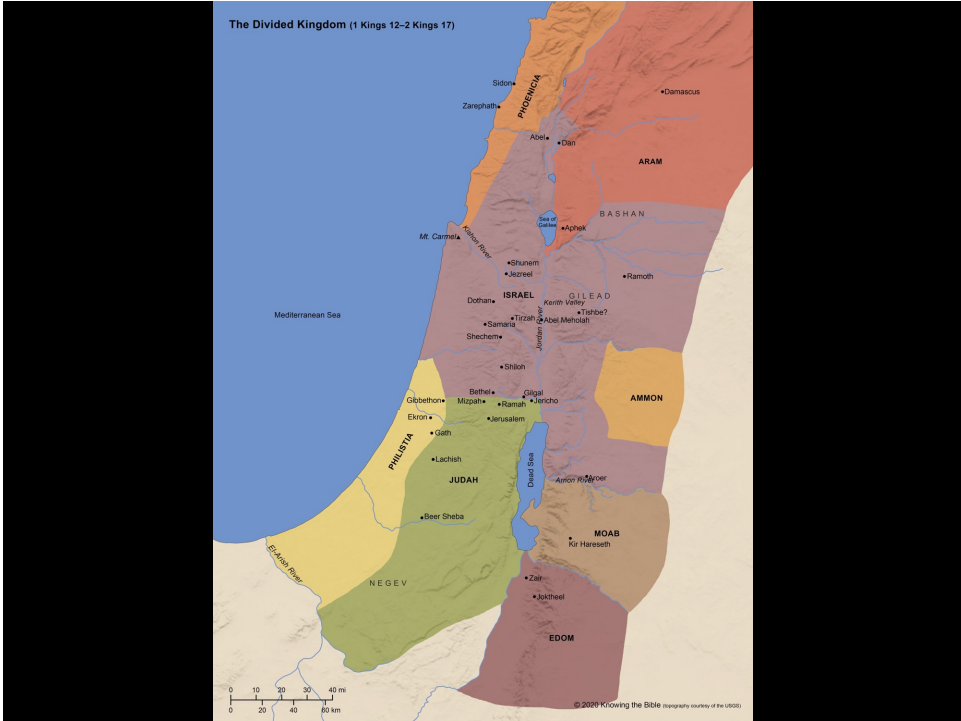 The Divided Kingdom (1 Kings 12–2 Kings 17)
Sidon
PHOENICIA
Damascus
Zarephath
Abel
Dan
ARAM
BASHAN
Sea of
Galilee
Aphek
Mt. Carmel
Kishon River
Shunem
Jezreel
Ramoth
ISRAEL
GILEAD
Dothan
Kerith Valley
Tishbe?
Mediterranean Sea
Tirzah
Abel Meholah
Samaria
Jordan River
Shechem
Shiloh
Bethel
Gilgal
Gibbethon
Mizpah
Ramah
Jericho
AMMON
Ekron
Jerusalem
Gath
PHILISTIA
Lachish
Dead Sea
JUDAH
Arnon River
Aroer
Beer Sheba
MOAB
Kir Hareseth
El-Arish River
NEGEV
Zair
Joktheel
EDOM
0 10 20 30 40 mi
0 20 40 60 km
© 2020 Knowing the Bible (topography courtesy of the USGS)